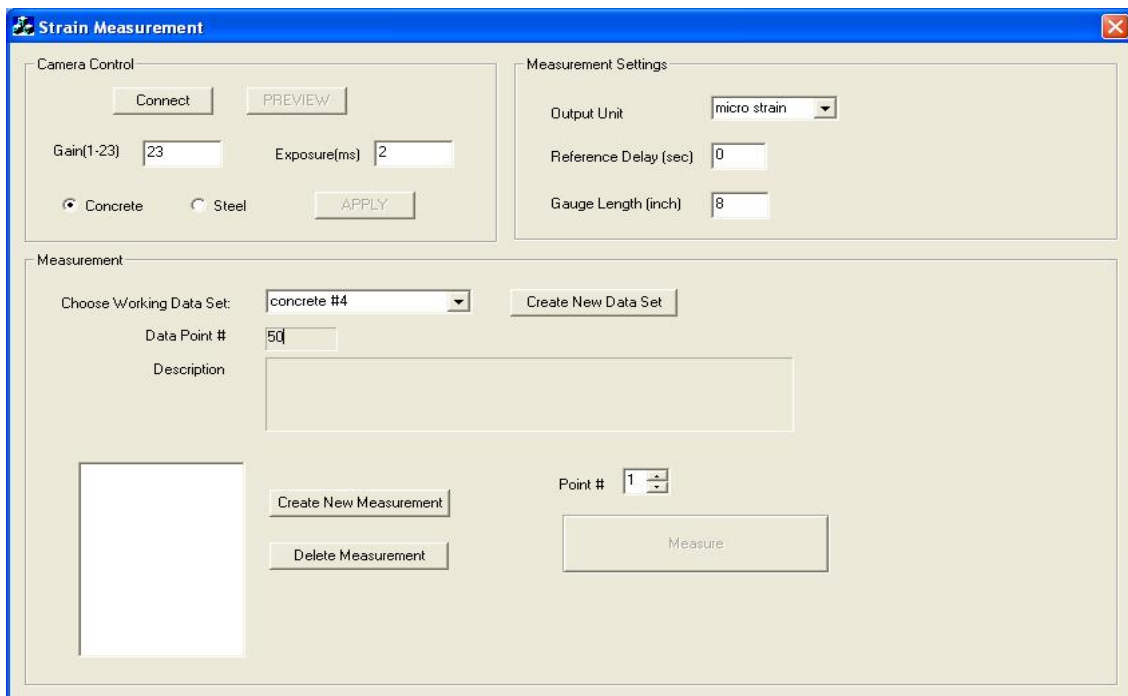 Strain Measurement
Camera Control
Connect
PREVIEW
Gain(1-23)
23
Exposure(ms)
2
Concrete
Steel
APPLY
Measurement Settings
Output Unit
micro strain
Reference Delay (sec)
0
Gauge Length (inch)
8
Measurement
Choose Working Data Set:
concrete #4
Create New Data Set
Data Point #
50
Description
Create New Measurement
Delete Measurement
Point #
1
Measure